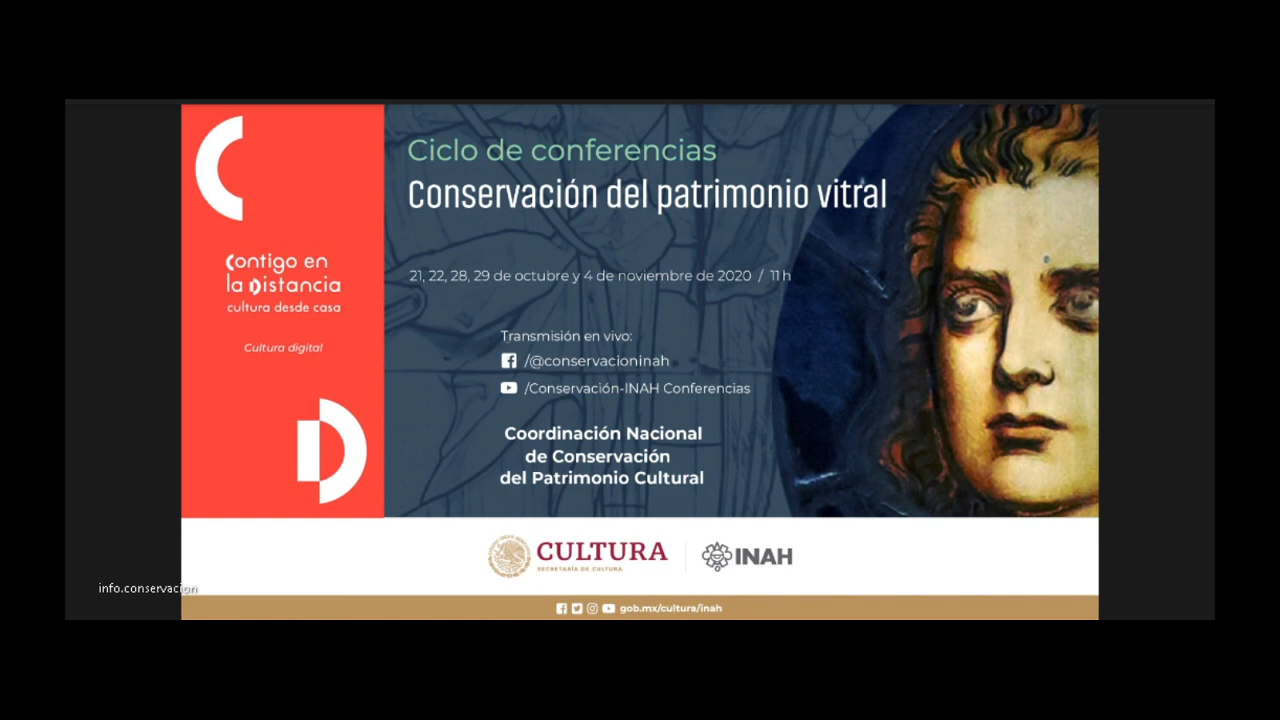 Contigo en
la Distancia
cultura desde casa
Cultura digital
Ciclo de conferencias
Conservación del patrimonio vitral
21, 22, 28, 29 de octubre y 4 de noviembre de 2020 / 11 h
Transmisión en vivo:
/@conservacioninah
/Conservación-INAH Conferencias
Coordinación Nacional
de Conservación
del Patrimonio Cultural
CULTURA
SECRETARÍA DE CULTURA
INAH
info.conservacion
gob.mx/cultura/inah